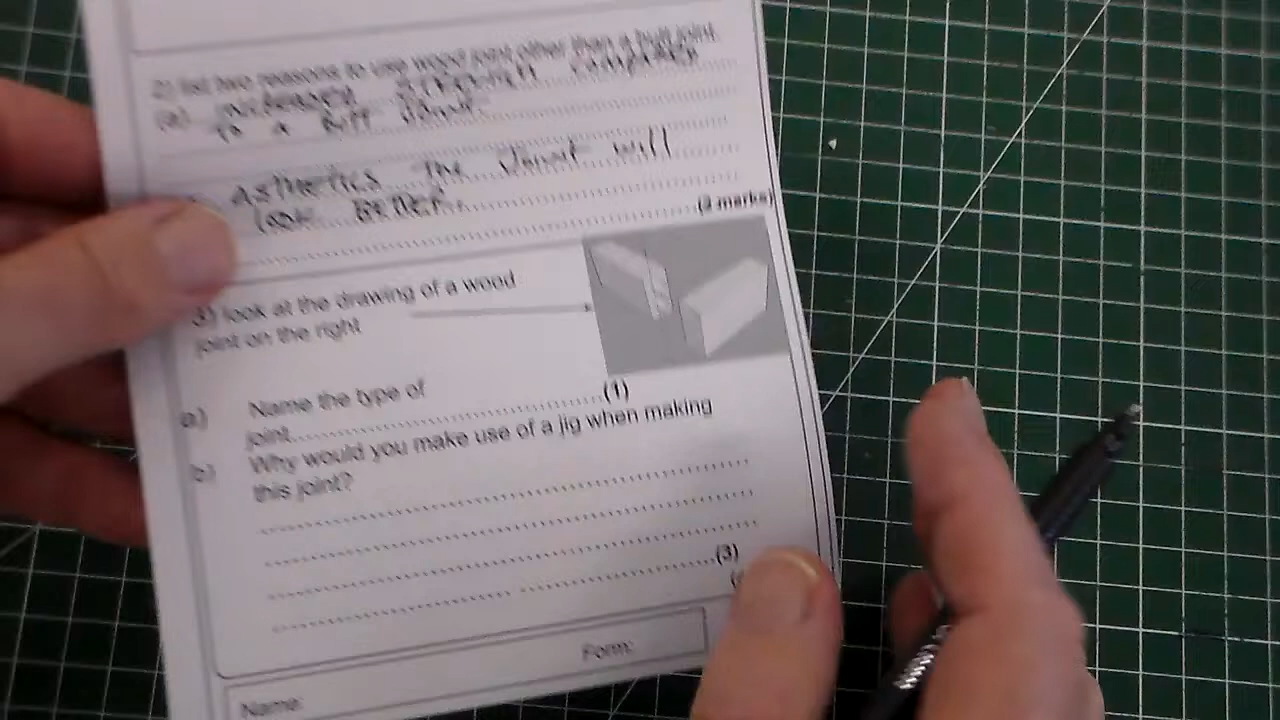 2) list two reasons to use wood joint other than a butt joint.
(a) increased strength compared
to a Butt Joint.
Asthetics the Joint will
look Better.
(2 marks)
3) look at the drawing of a wood
joint on the right
a) Name the type of
joint (1)
b) Why would you make use of a jig when making
this joint?
(3)
Form:
Name: